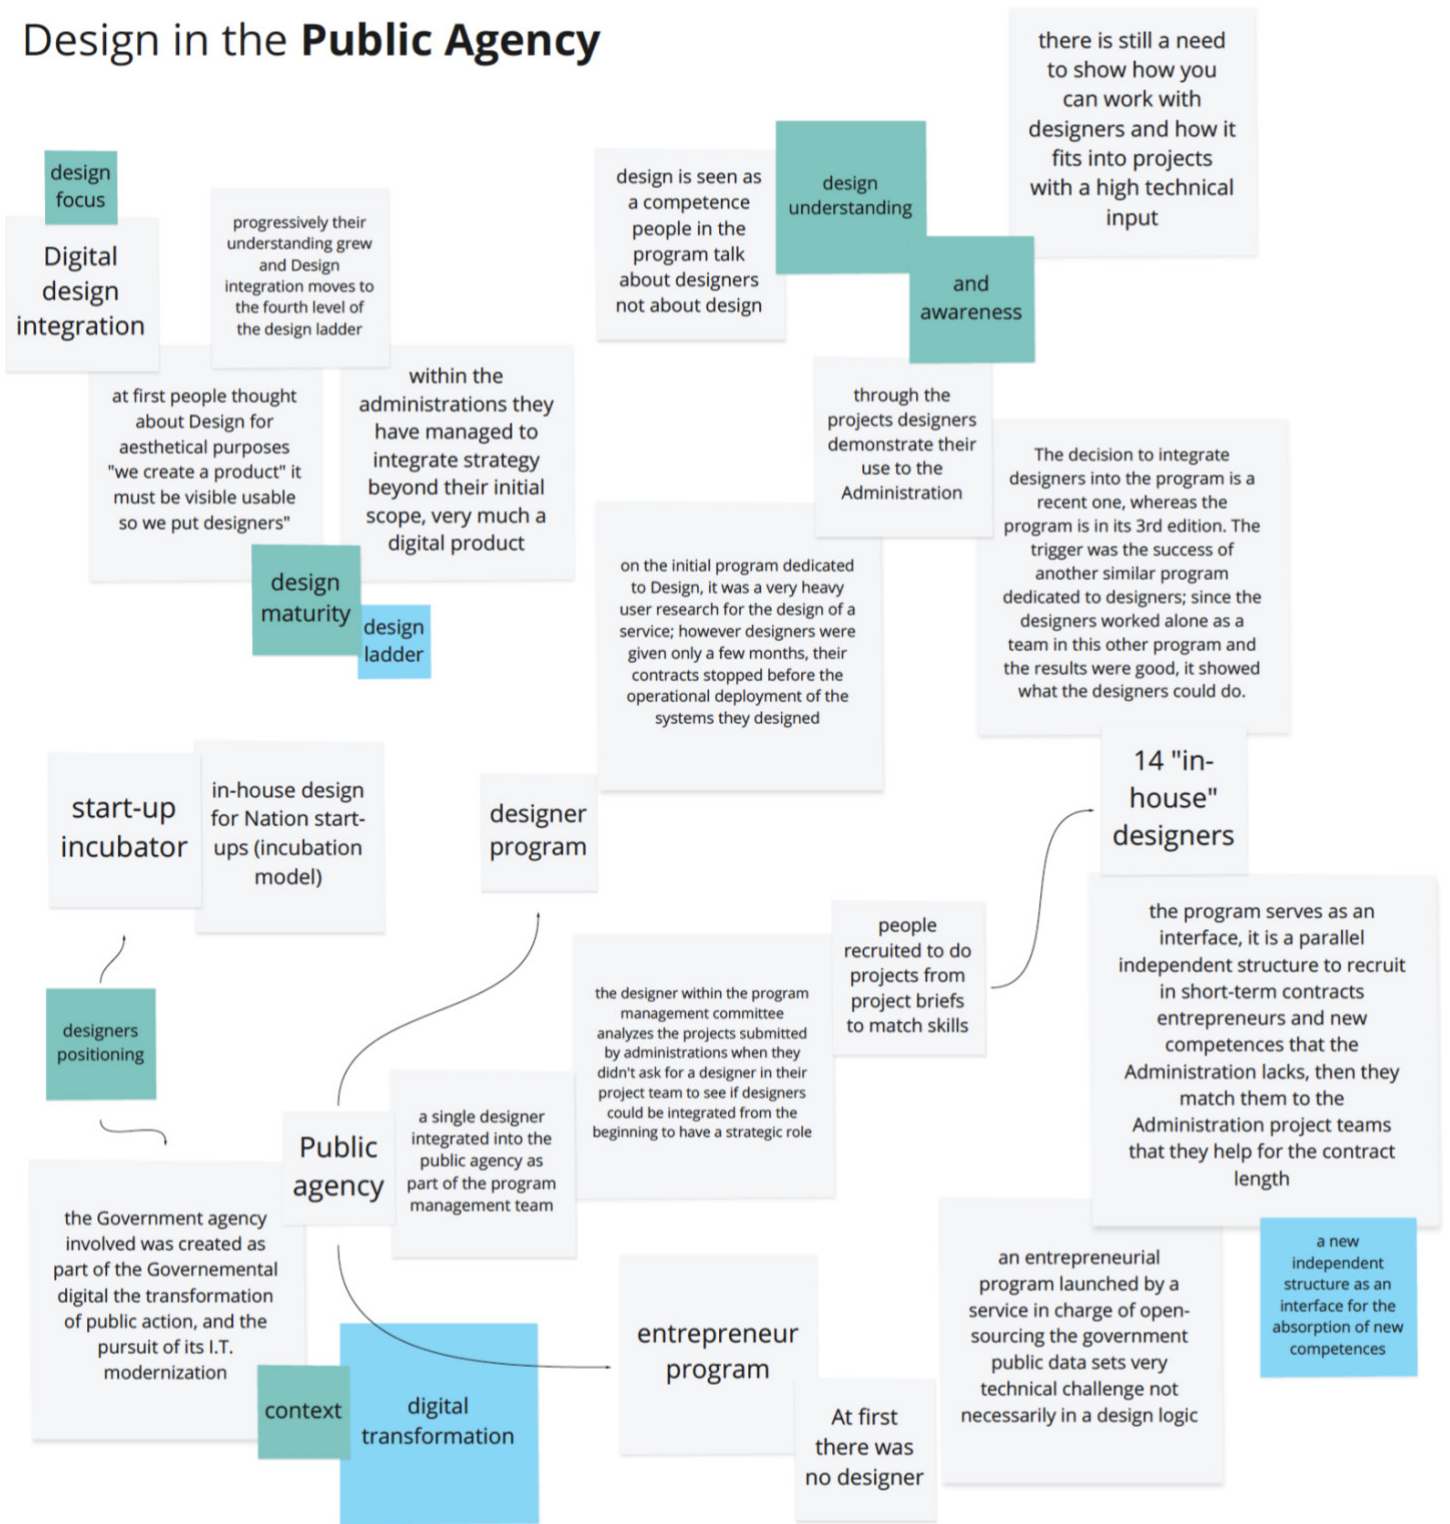 Design in the Public Agency
there is still a need
to show how you
can work with
designers and how it
fits into projects
with a high technical
input
design
understanding
and
awareness
design is seen as
a competence
people in the
program talk
about designers
not about design
design
focus
Digital
design
integration
progressively their
understanding grew
and Design
integration moves to
the fourth level of
the design ladder
at first people thought
about Design for
aesthetical purposes
"we create a product" it
must be visible usable
so we put designers"
within the
administrations they
have managed to
integrate strategy
beyond their initial
scope, very much a
digital product
design
maturity
design
ladder
through the
projects designers
demonstrate their
use to the
Administration
The decision to integrate
designers into the program is a
recent one, whereas the
program is in its 3rd edition. The
trigger was the success of
another similar program
dedicated to designers; since the
designers worked alone as a
team in this other program and
the results were good, it showed
what the designers could do.
on the initial program dedicated
to Design, it was a very heavy
user research for the design of a
service; however designers were
given only a few months, their
contracts stopped before the
operational deployment of the
systems they designed
start-up
incubator
in-house design
for Nation start-
ups (incubation
model)
designer
program
14 "in-
house"
designers
people
recruited to do
projects from
project briefs
to match skills
the program serves as an
interface, it is a parallel
independent structure to recruit
in short-term contracts
entrepreneurs and new
competences that the
Administration lacks, then they
match them to the
Administration project teams
that they help for the contract
length
designers
positioning
the designer within the program
management committee
analyzes the projects submitted
by administrations when they
didn't ask for a designer in their
project team to see if designers
could be integrated from the
beginning to have a strategic role
Public
agency
a single designer
integrated into the
public agency as
part of the program
management team
the Government agency
involved was created as
part of the Governemental
digital the transformation
of public action, and the
pursuit of its I.T.
modernization
context
digital
transformation
entrepreneur
program
At first
there was
no designer
an entrepreneurial
program launched by a
service in charge of open-
sourcing the government
public data sets very
technical challenge not
necessarily in a design logic
a new
independent
structure as an
interface for the
absorption of new
competences